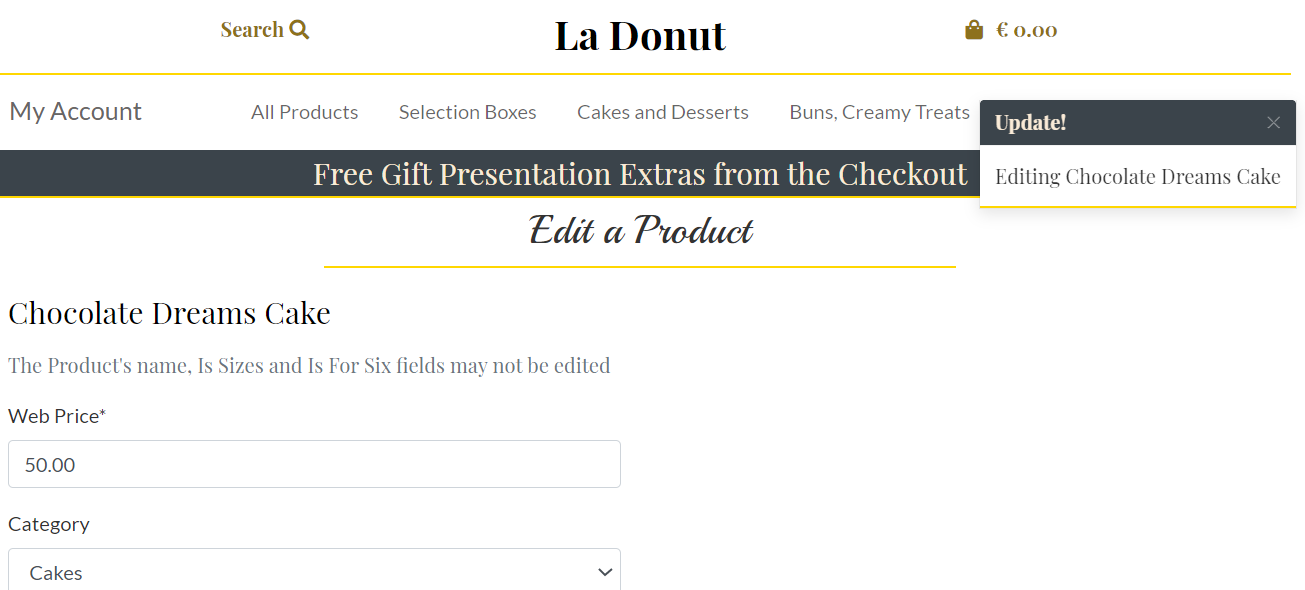 Search
La Donut
€ 0.00
My Account
All Products
Selection Boxes
Cakes and Desserts
Buns, Creamy Treats
Update!
Editing Chocolate Dreams Cake
Free Gift Presentation Extras from the Checkout
Edit a Product
Chocolate Dreams Cake
The Product's name, Is Sizes and Is For Six fields may not be edited
Web Price*
50.00
Category
Cakes